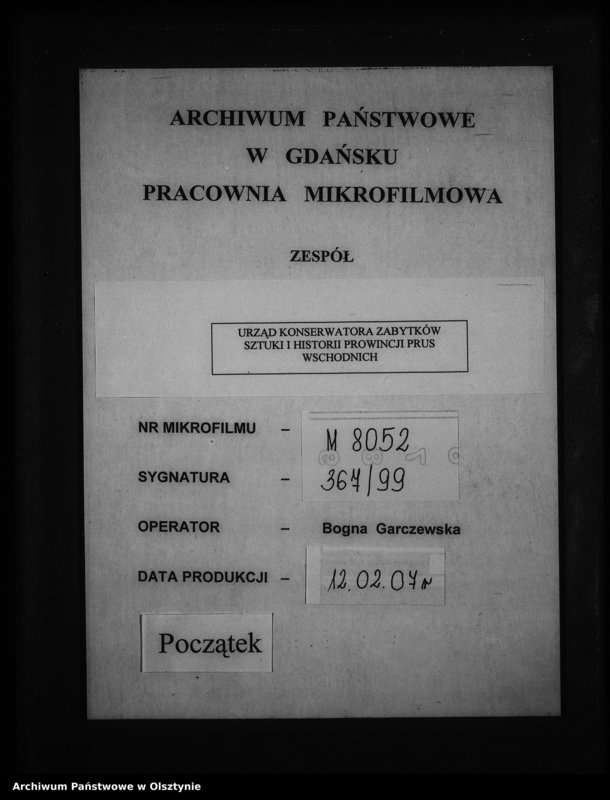 ARCHIWUM PAŃSTWOWE
W GDAŃSKU
PRACOWNIA MIKROFILMOWA
ZESPÓŁ
URZĄD KONSERWATORA ZABYTKÓW
SZTUKI I HISTORII PROWINCJI PRUS
WSCHODNICH
NR MIKROFILMU – M 8052
SYGNATURA – 367/99
OPERATOR – Bogna Garczewska
DATA PRODUKCJI – 12.02.07r
Początek
Archiwum Państwowe w Olsztynie